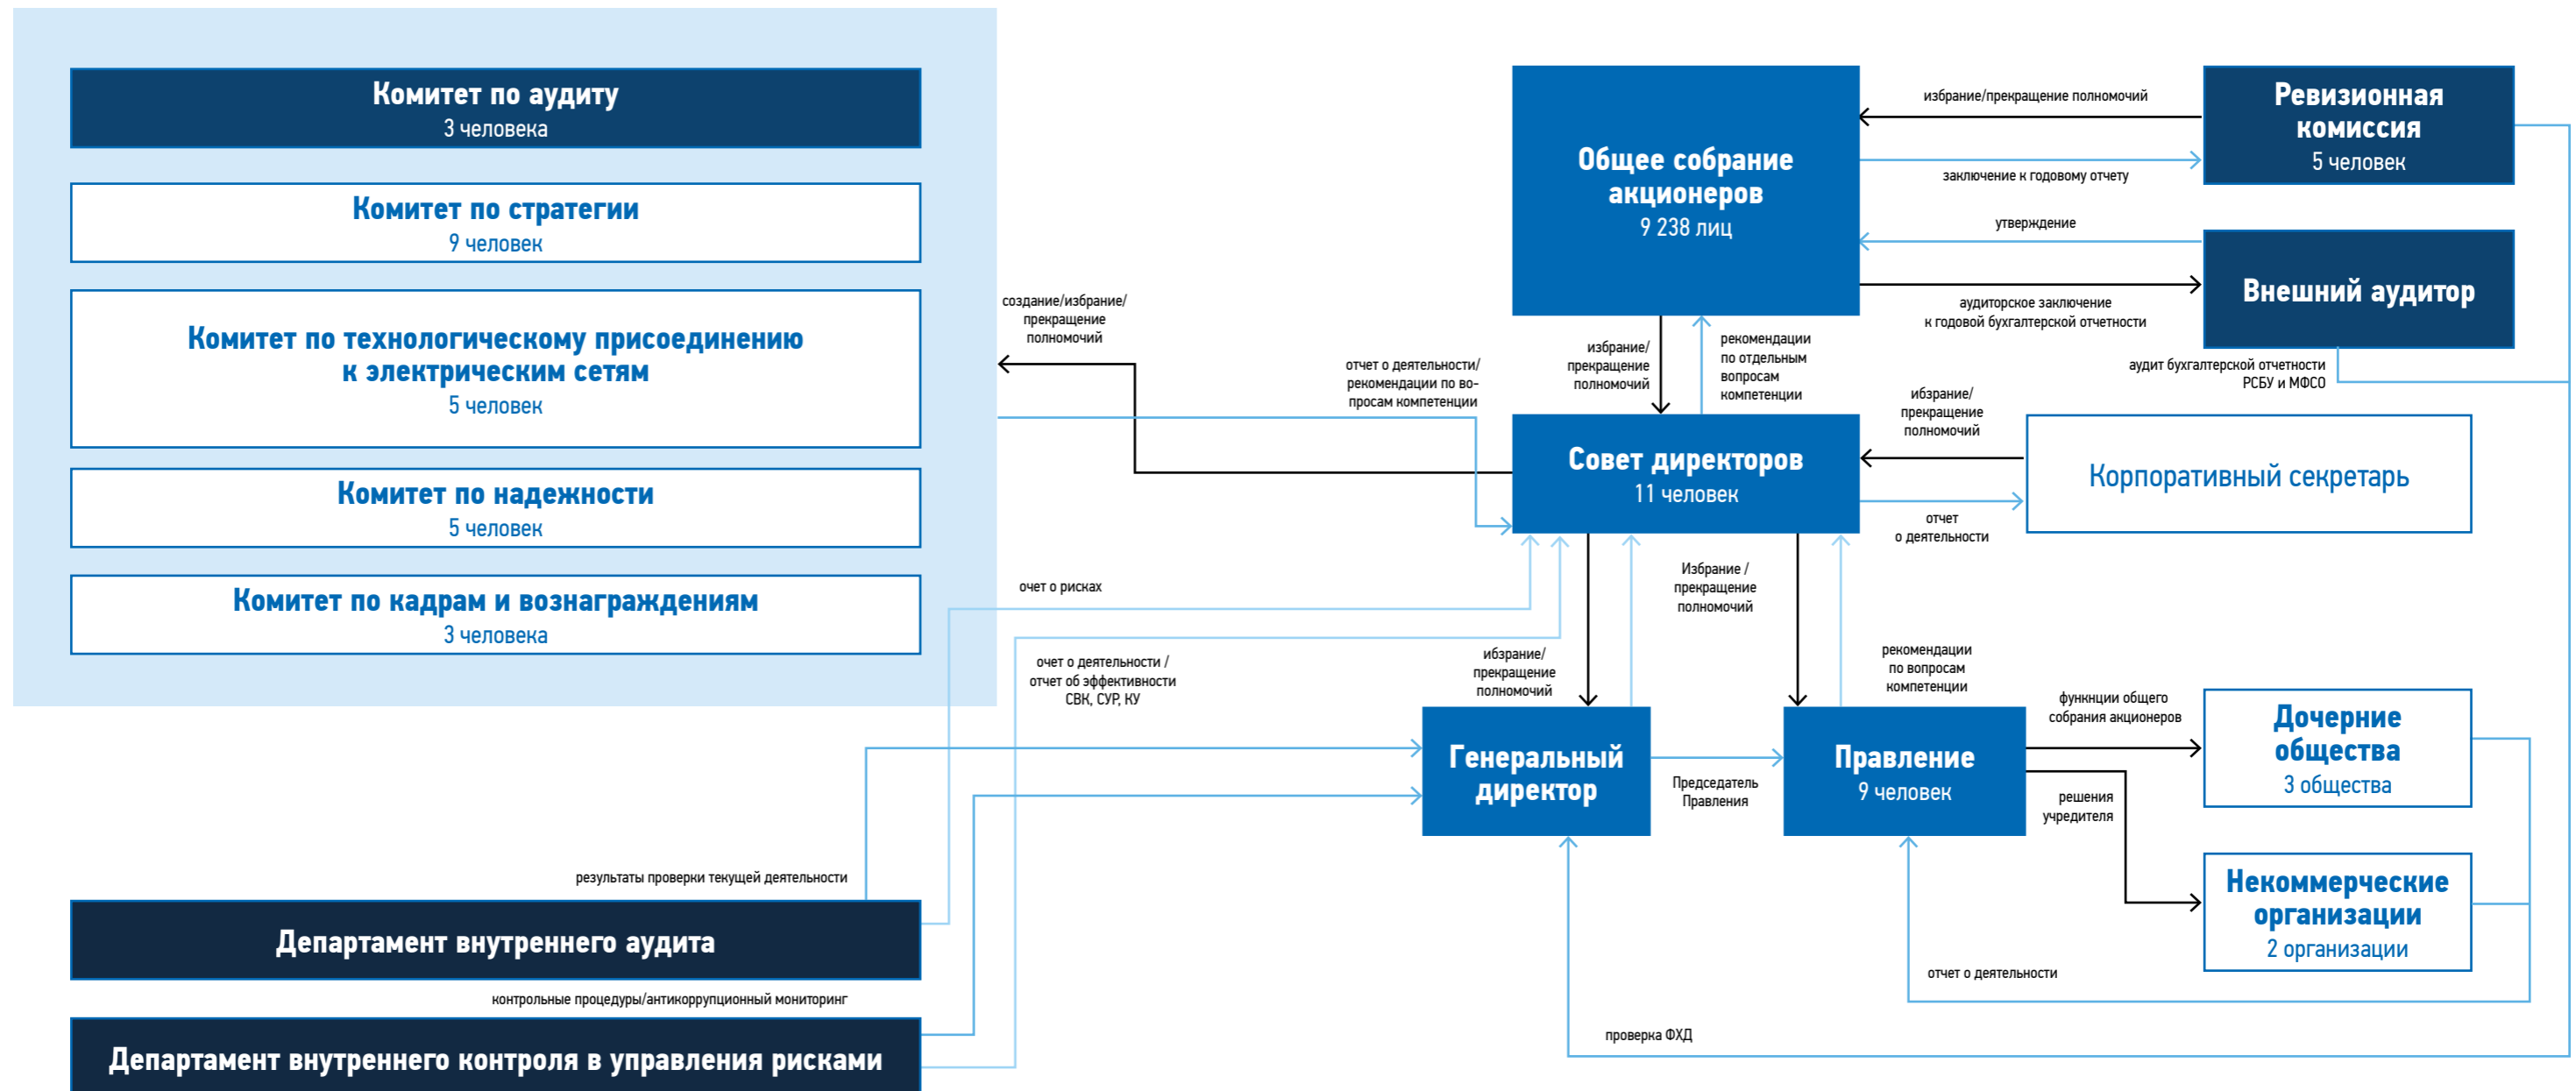 Комитет по аудиту
3 человека
Комитет по стратегии
9 человек
Комитет по технологическому присоединению
к электрическим сетям
5 человек
Комитет по надежности
5 человек
Комитет по кадрам и вознаграждениям
3 человека
создание/избрание/
прекращение
полномочий
отчет о деятельности/
рекомендации по во-
просам компетенции
очет о рисках
очет о деятельности /
отчет об эффективности
СВК, СУР, КУ
результаты проверки текущей деятельности
Департамент внутреннего аудита
контрольные процедуры/антикоррупционный мониторинг
Департамент внутреннего контроля в управления рисками
Общее собрание
акционеров
9 238 лиц
избрание/прекращение полномочий
заключение к годовому отчету
Ревизионная
комиссия
5 человек
утверждение
аудиторское заключение
к годовой бухгалтерской отчетности
Внешний аудитор
аудит бухгалтерской отчетности
РСБУ и МФСО
избрание/
прекращение
полномочий
рекомендации
по отдельным
вопросам
компетенции
Совет директоров
11 человек
ибзрание/
прекращение
полномочий
отчет
о деятельности
Корпоративный секретарь
ибзрание/
прекращение
полномочий
Избрание /
прекращение
полномочий
рекомендации
по вопросам
компетенции
Генеральный
директор
Председатель
Правления
Правление
9 человек
функнции общего
собрания акционеров
решения
учредителя
Дочерние
общества
3 общества
Некоммерческие
организации
2 организации
отчет о деятельности
проверка ФХД